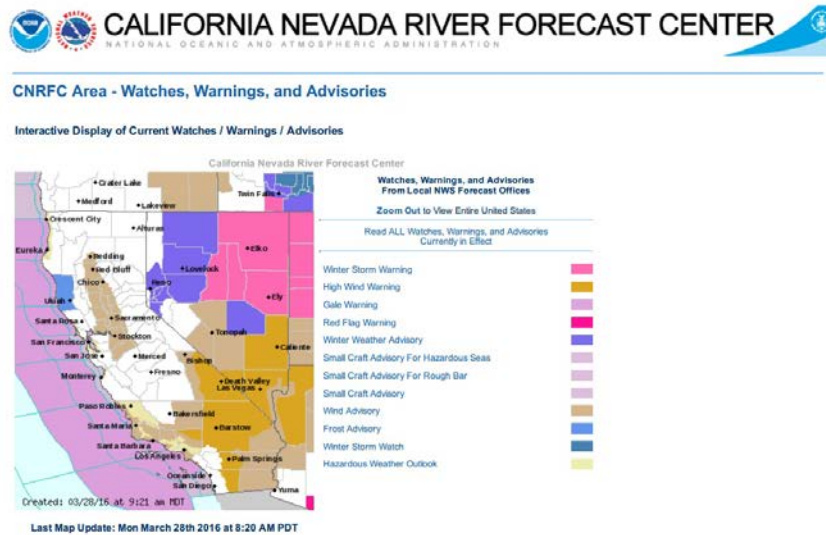 CALIFORNIA NEVADA RIVER FORECAST CENTER
NATIONAL OCEANIC AND ATMOSPHERIC ADMINISTRATION
CNRFC Area - Watches, Warnings, and Advisories
Interactive Display of Current Watches / Warnings / Advisories
California Nevada River Forecast Center
Crater Lake
Medford
Lakeview
Twin Falls
Crescent City
Alturas
Eureka
Redding
Red Bluff
Chico
Lovelock
Elko
Reno
Ely
Ukiah
Santa Rosa
Sacramento
Stockton
Tonopah
San Francisco
San Jose
Merced
Bishop
Caliente
Monterey
Fresno
Death Valley
Las Vegas
Paso Robles
Bakersfield
Santa Maria
Barstow
Santa Barbara
Los Angeles
Palm Springs
Oceanside
San Diego
Yuma
Created: 03/28/16 at 9:21 am MDT
Last Map Update: Mon March 28th 2016 at 8:20 AM PDT
Watches, Warnings, and Advisories
From Local NWS Forecast Offices
Zoom Out to View Entire United States
Read ALL Watches, Warnings, and Advisories
Currently in Effect
Winter Storm Warning
High Wind Warning
Gale Warning
Red Flag Warning
Winter Weather Advisory
Small Craft Advisory For Hazardous Seas
Small Craft Advisory For Rough Bar
Small Craft Advisory
Wind Advisory
Frost Advisory
Winter Storm Watch
Hazardous Weather Outlook